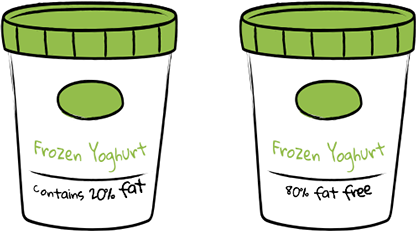 Frozen Yoghurt
Contains 20% fat
Frozen Yoghurt
80% fat free